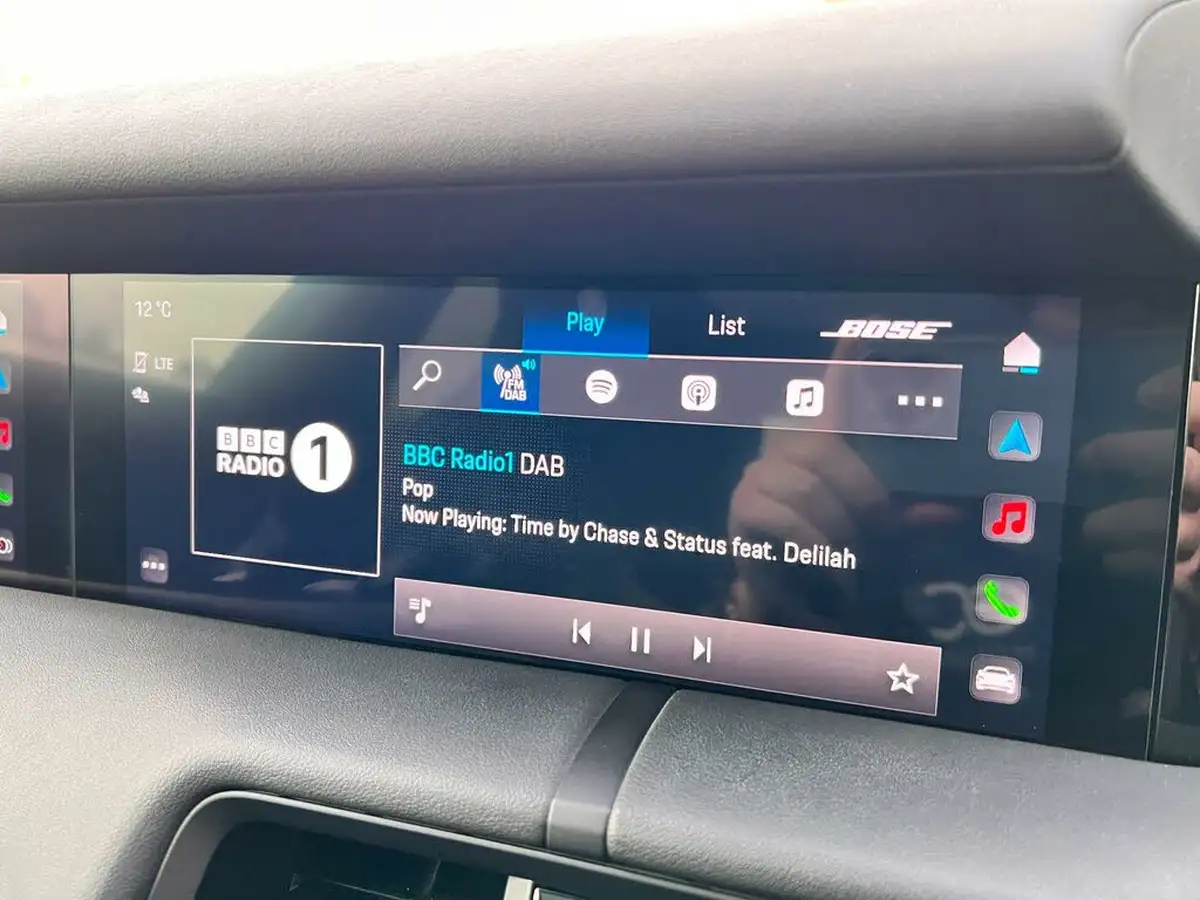 12 °C
Play
List
BOSE
LTE
FM
DAB
BBC
RADIO 1
BBC Radio1 DAB
Pop
Now Playing: Time by Chase & Status feat. Delilah